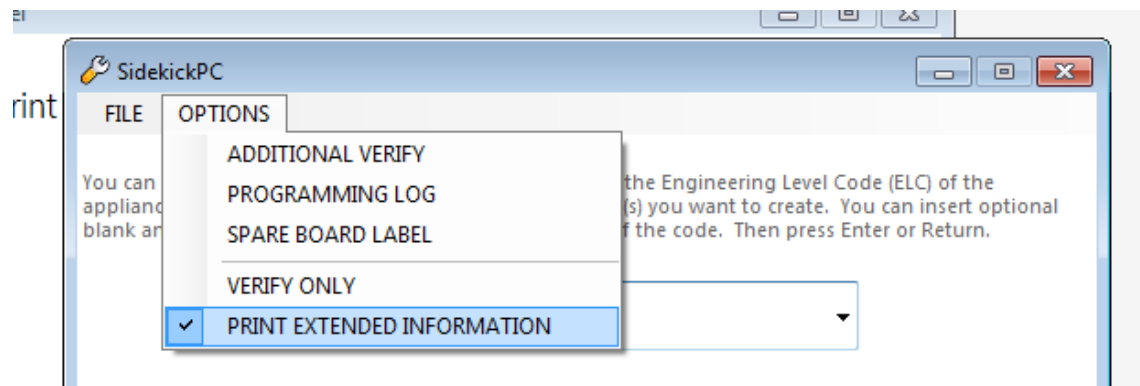 SidekickPC
rint
FILE OPTIONS
ADDITIONAL VERIFY
PROGRAMMING LOG
SPARE BOARD LABEL
VERIFY ONLY
PRINT EXTENDED INFORMATION
You can the Engineering Level Code (ELC) of the
applianc (s) you want to create. You can insert optional
blank an f the code. Then press Enter or Return.